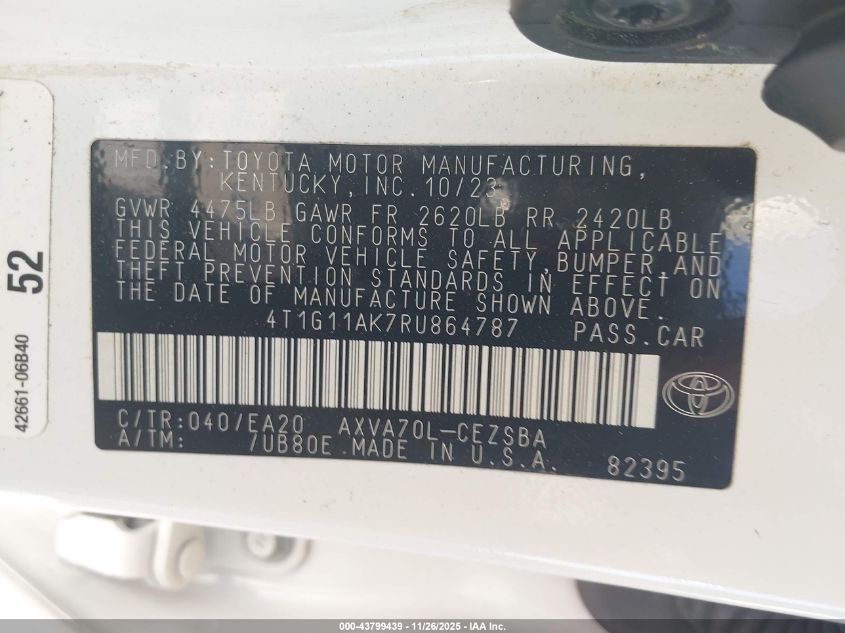 MFD.BY:TOYOTA MOTOR MANUFACTURING,
KENTUCKY,INC.10/23
GVWR 4475LB GAWR FR 2620LB RR 2420LB
THIS VEHICLE CONFORMS TO ALL APPLICABLE
FEDERAL MOTOR VEHICLE SAFETY,BUMPER,AND
THEFT PREVENTION STANDARDS IN EFFECT ON
THE DATE OF MANUFACTURE SHOWN ABOVE.
4T1G11AK7RU864787 PASS.CAR
C/TR:040/EA20 AXVA70L-CEZSBA
A/TM: 7UB80E MADE IN U.S.A. 82395
52
42661-06B40
000-43799439 - 11/26/2025 - IAA Inc.